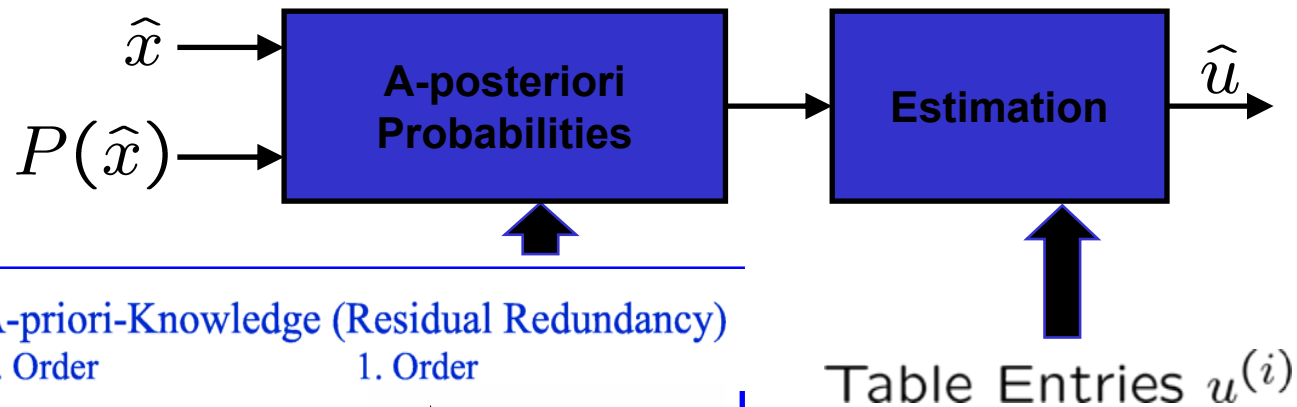 x̂
A-posteriori
Probabilities
P(x̂)
Estimation
û
-priori-Knowledge (Residual Redundancy)
. Order 1. Order
Table Entries u^(i)